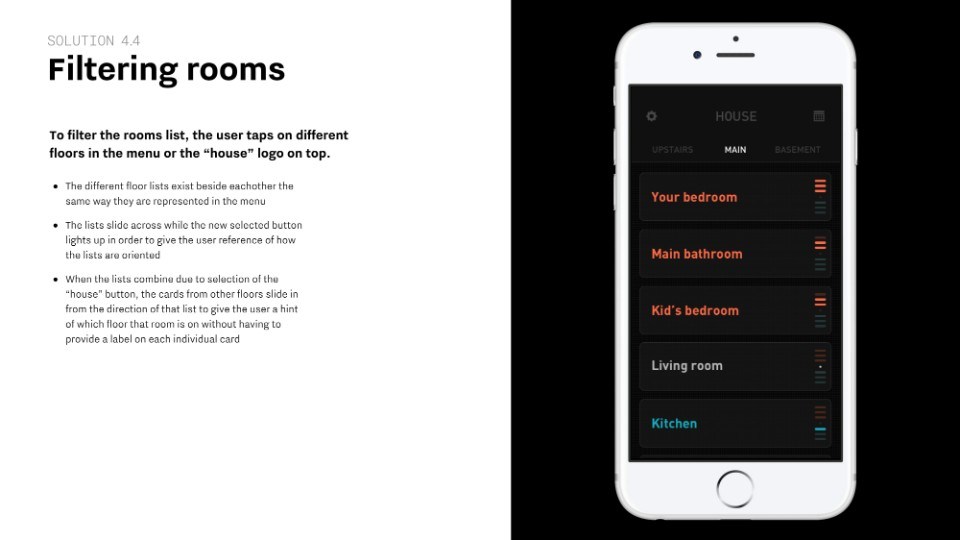 SOLUTION 4.4
Filtering rooms
To filter the rooms list, the user taps on different
floors in the menu or the “house” logo on top.
• The different floor lists exist beside eachother the
same way they are represented in the menu
• The lists slide across while the new selected button
lights up in order to give the user reference of how
the lists are oriented
• When the lists combine due to selection of the
“house” button, the cards from other floors slide in
from the direction of that list to give the user a hint
of which floor that room is on without having to
provide a label on each individual card
HOUSE
UPSTAIRS MAIN BASEMENT
Your bedroom
Main bathroom
Kid's bedroom
Living room
Kitchen